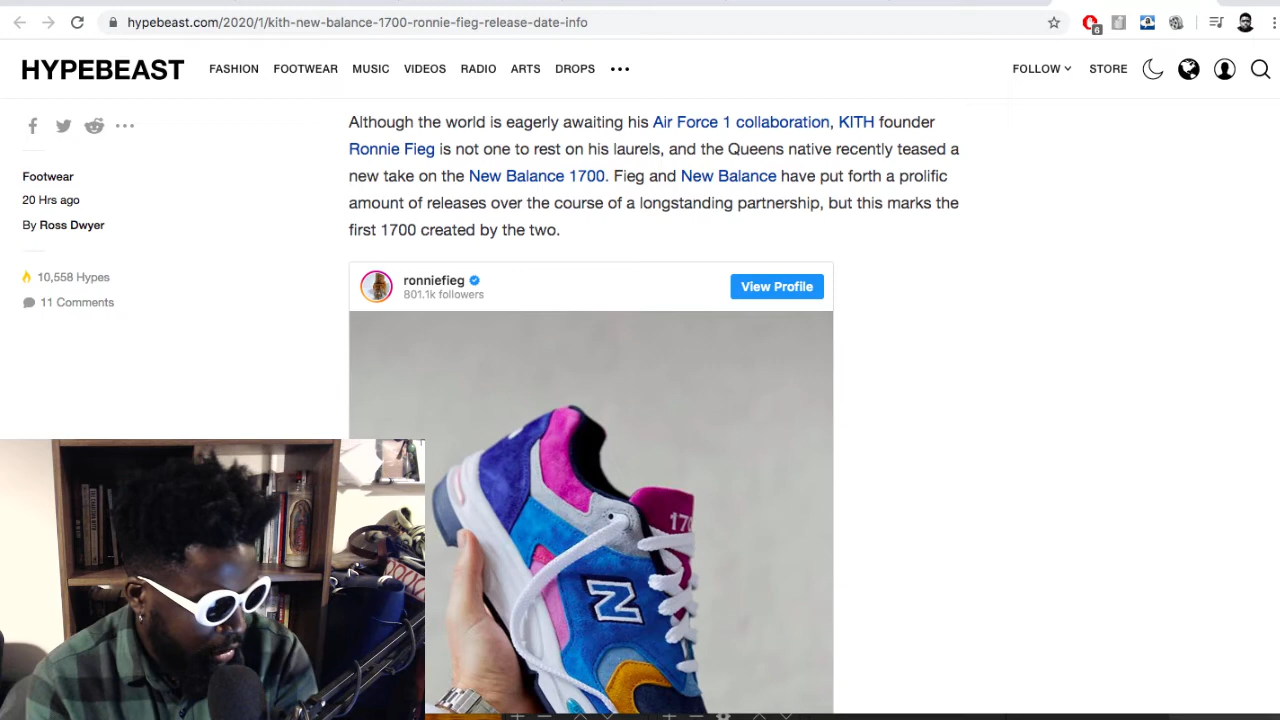 hypebeast.com/2020/1/kith-new-balance-1700-ronnie-fieg-release-date-info
6
HYPEBEAST FASHION FOOTWEAR MUSIC VIDEOS RADIO ARTS DROPS ••• FOLLOW STORE
Footwear
20 Hrs ago
By Ross Dwyer
10,558 Hypes
11 Comments
Although the world is eagerly awaiting his Air Force 1 collaboration, KITH founder
Ronnie Fieg is not one to rest on his laurels, and the Queens native recently teased a
new take on the New Balance 1700. Fieg and New Balance have put forth a prolific
amount of releases over the course of a longstanding partnership, but this marks the
first 1700 created by the two.
ronniefieg
801.1k followers
View Profile
170
N